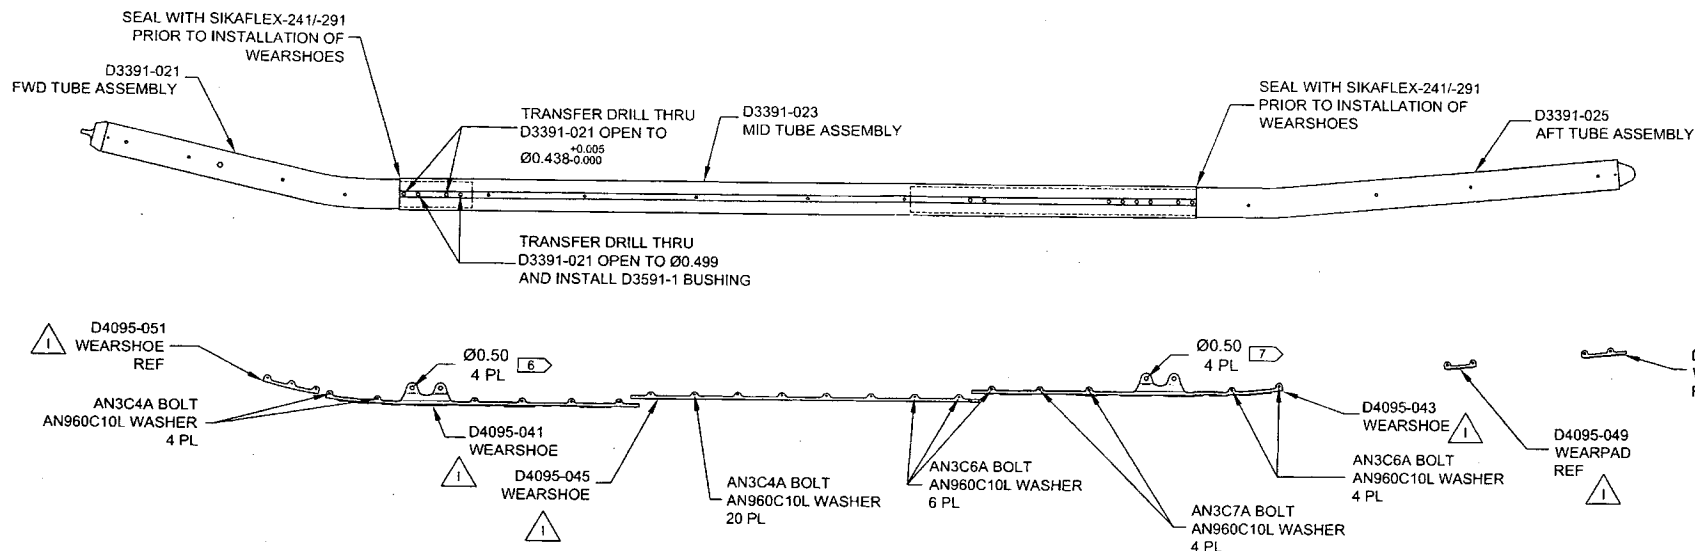 SEAL WITH SIKAFLEX-241/-291
PRIOR TO INSTALLATION OF
WEARSHOES
D3391-021
FWD TUBE ASSEMBLY
TRANSFER DRILL THRU
D3391-021 OPEN TO
Ø0.438+0.005-0.000
D3391-023
MID TUBE ASSEMBLY
SEAL WITH SIKAFLEX-241/-291
PRIOR TO INSTALLATION OF
WEARSHOES
D3391-025
AFT TUBE ASSEMBLY
TRANSFER DRILL THRU
D3391-021 OPEN TO Ø0.499
AND INSTALL D3591-1 BUSHING
1
D4095-051
WEARSHOE
REF
Ø0.50
4 PL
6
Ø0.50
4 PL
7
AN3C4A BOLT
AN960C10L WASHER
4 PL
D4095-041
WEARSHOE
1
D4095-045
WEARSHOE
1
AN3C4A BOLT
AN960C10L WASHER
20 PL
AN3C6A BOLT
AN960C10L WASHER
6 PL
AN3C7A BOLT
AN960C10L WASHER
4 PL
AN3C6A BOLT
AN960C10L WASHER
4 PL
D4095-043
WEARSHOE
1
D4095-049
WEARPAD
REF
1